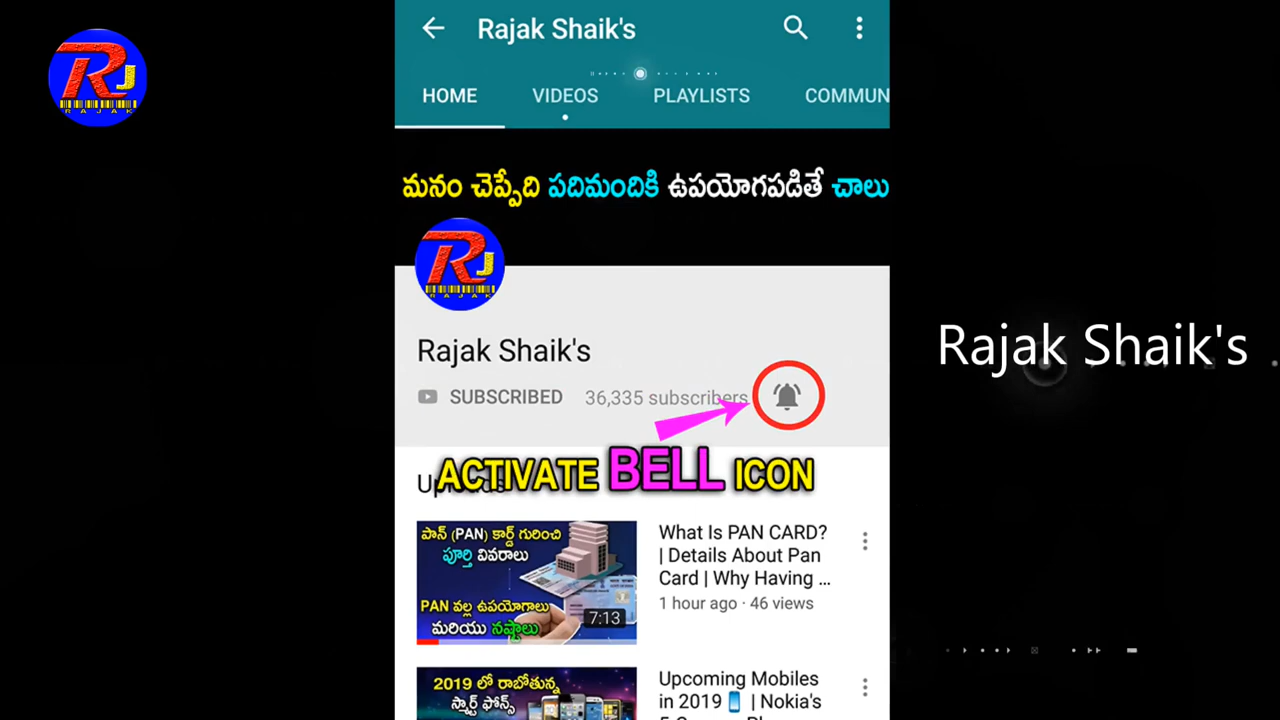 RJ
RAJAK
Rajak Shaik's
HOME VIDEOS PLAYLISTS COMMUN
మనం చెప్పేది పదిమందికి ఉపయోగపడితే చాలు
RJ
RAJAK
Rajak Shaik's
SUBSCRIBED 36,335 subscribers
ACTIVATE BELL ICON
Uploads
పాన్ (PAN) కార్డ్ గురించి
పూర్తి వివరాలు
PAN వల్ల ఉపయోగాలు
మరియు నష్టాలు
7:13
What Is PAN CARD?
| Details About Pan
Card | Why Having ...
1 hour ago · 46 views
2019 లో రాబోతున్న
స్మార్ట్ ఫోన్స్
Upcoming Mobiles
in 2019 📱 | Nokia's
Rajak Shaik's